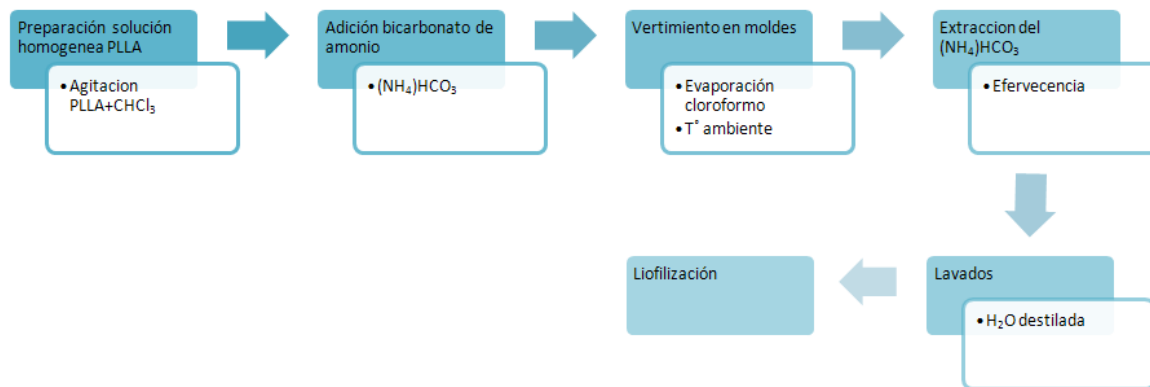 Preparación solución
homogenea PLLA
•Agitacion
PLLA+CHCl₃
Adición bicarbonato de
amonio
•(NH₄)HCO₃
Vertimiento en moldes
•Evaporación
cloroformo
•T° ambiente
Extraccion del
(NH₄)HCO₃
•Efervecencia
Lavados
•H₂O destilada
Liofilización